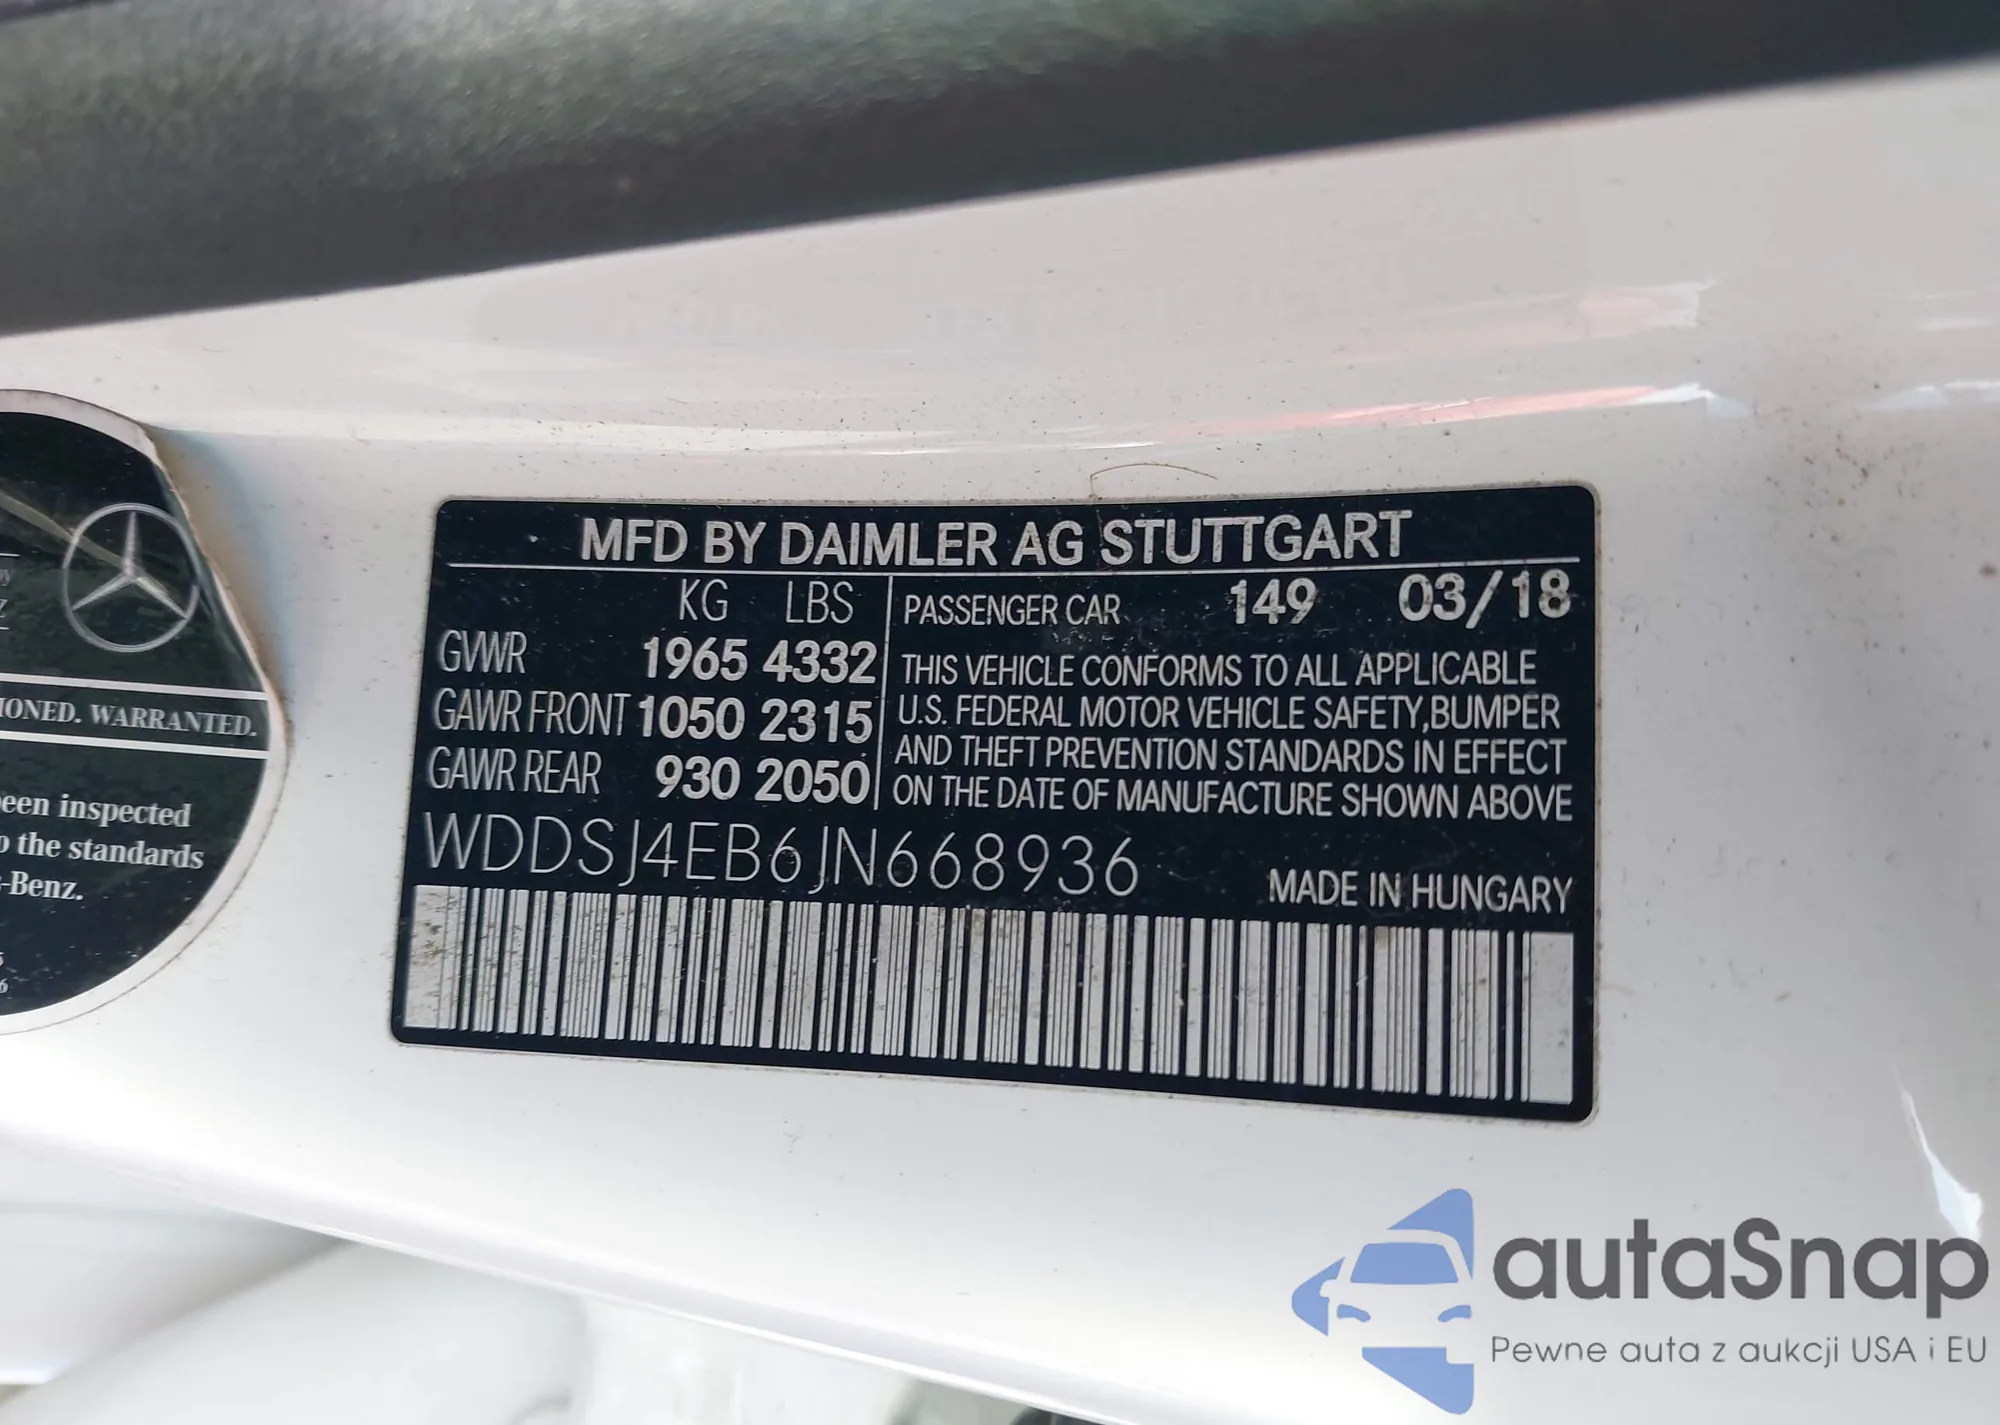 MFD BY DAIMLER AG STUTTGART
KG LBS
GVWR 1965 4332
GAWR FRONT 1050 2315
GAWR REAR 930 2050
PASSENGER CAR 149 03/18
THIS VEHICLE CONFORMS TO ALL APPLICABLE
U.S. FEDERAL MOTOR VEHICLE SAFETY, BUMPER
AND THEFT PREVENTION STANDARDS IN EFFECT
ON THE DATE OF MANUFACTURE SHOWN ABOVE
WDDSJ4EB6JN668936
MADE IN HUNGARY
IONED. WARRANTED.
een inspected
o the standards
-Benz.
autaSnap
Pewne auta z aukcji USA i EU